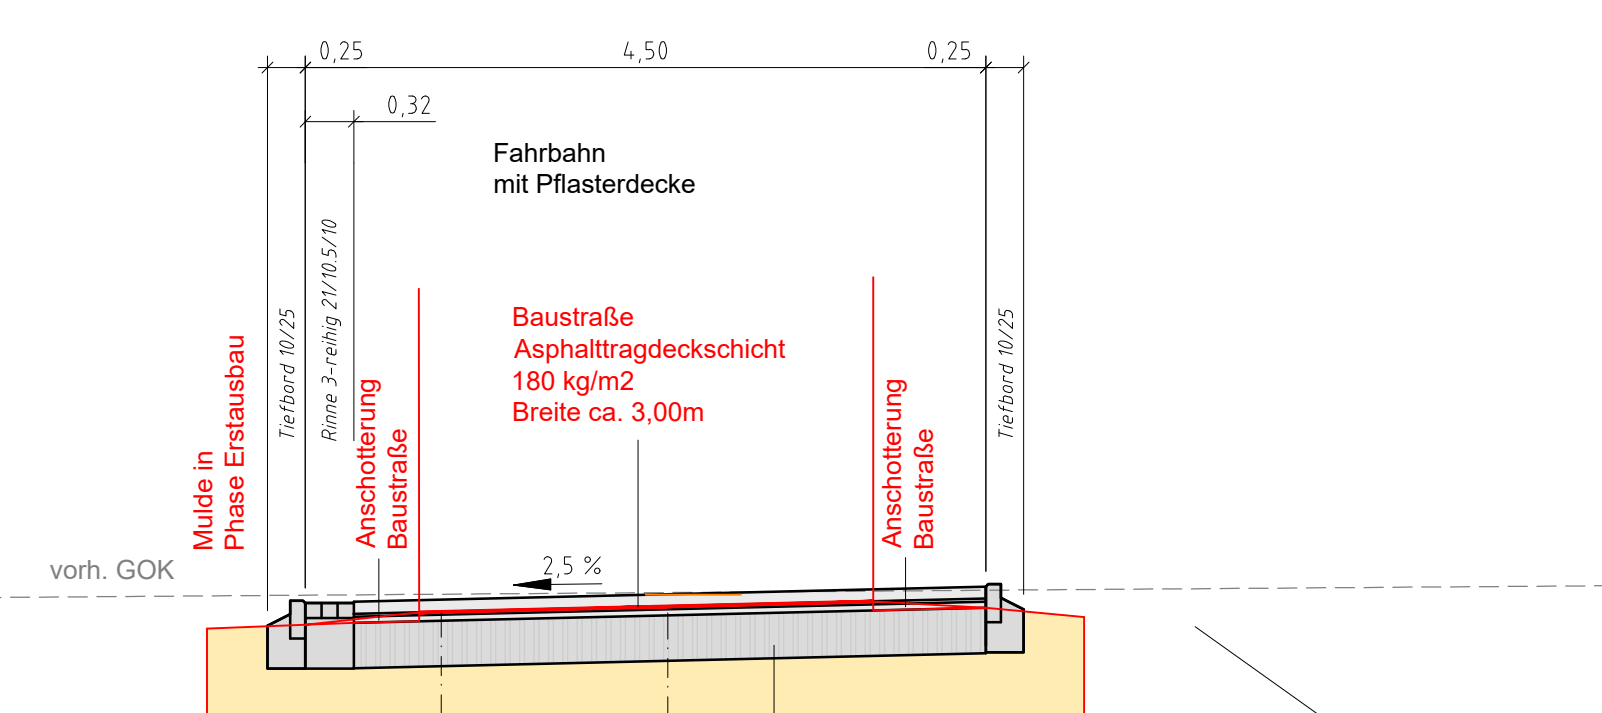 0,25
4,50
0,25
0,32
Fahrbahn
mit Pflasterdecke
Mulde in
Phase Erstausbau
Tiefbord 10/25
Rinne 3-reihig 21/10.5/10
Anschotterung
Baustraße
Baustraße
Asphalttragdeckschicht
180 kg/m2
Breite ca. 3,00m
Anschotterung
Baustraße
Tiefbord 10/25
vorh. GOK
2,5 %